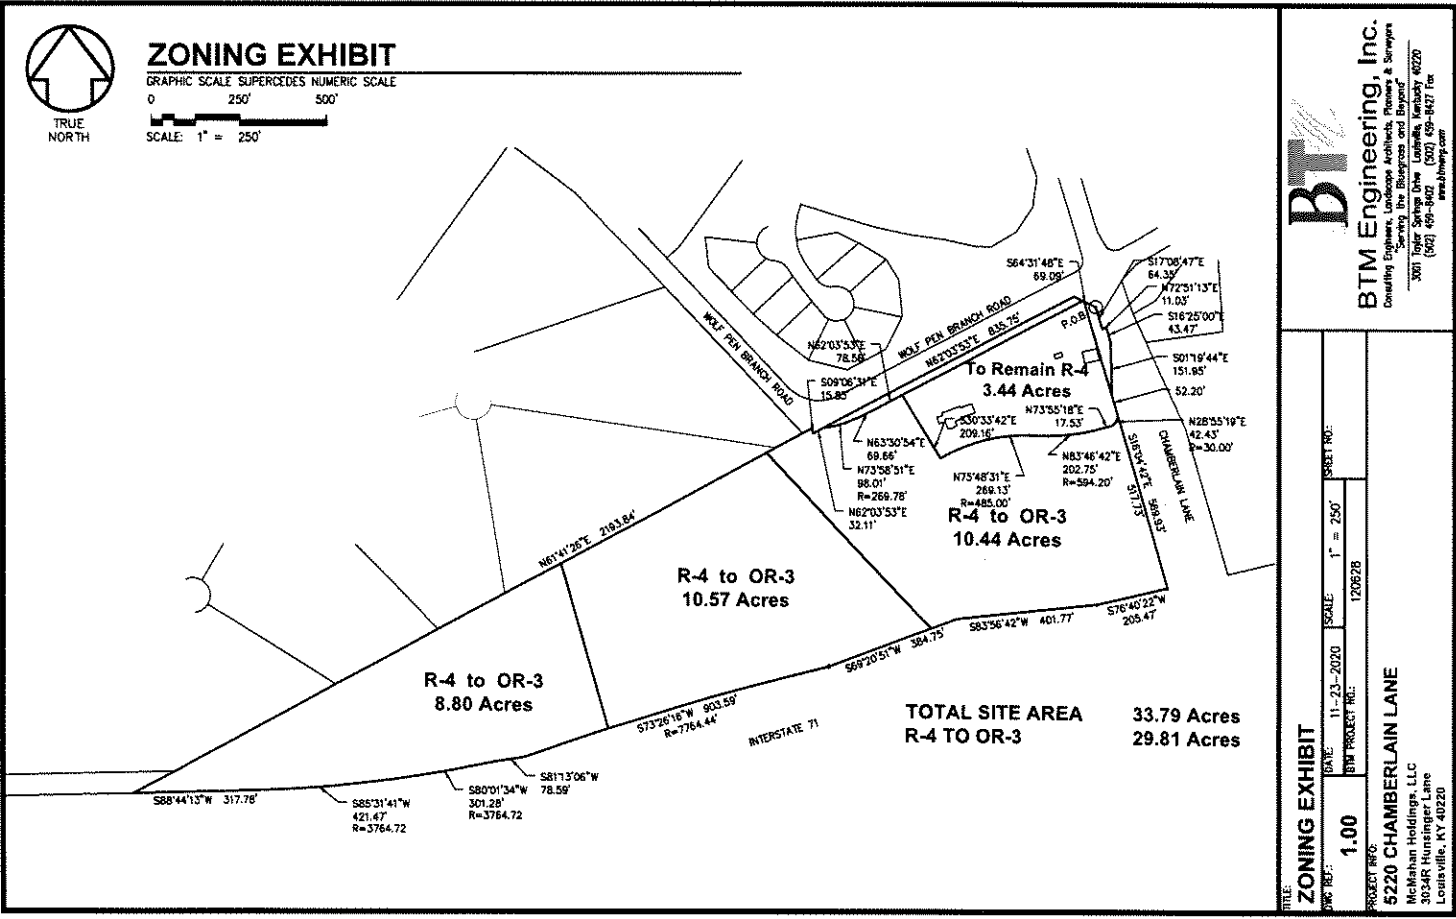 ZONING EXHIBIT
GRAPHIC SCALE SUPERCEDES NUMERIC SCALE
0 250' 500'
SCALE: 1" = 250'
TRUE
NORTH
WOLF PEN BRANCH ROAD
WOLF PEN BRANCH ROAD
N62°03'53"E 835.75'
S64°31'48"E
69.09'
P.O.B.
S17°08'47"E
64.35'
N72°51'13"E
11.03'
S16°25'00"E
43.47'
S01°19'44"E
151.95'
52.20'
N28°55'19"E
42.43'
R=30.00'
N62°03'53"E
78.58'
S09°06'31"E
15.85'
To Remain R-4
3.44 Acres
N73°55'18"E
17.53'
S30°33'42"E
209.16'
N63°30'54"E
69.66'
N73°58'51"E
98.01'
R=269.78'
N62°03'53"E
32.11'
N75°48'31"E
269.13'
R=485.00'
N83°46'42"E
202.75'
R=594.20'
S16°04'42"E 569.93'
517.73'
CHAMBERLAIN LANE
R-4 to OR-3
10.44 Acres
N61°41'26"E 2193.84'
R-4 to OR-3
10.57 Acres
R-4 to OR-3
8.80 Acres
S76°40'22"W
205.47'
S83°56'42"W 401.77'
S69°20'51"W 384.75'
S73°26'18"W 903.59'
R=7764.44'
INTERSTATE 71
S81°13'06"W
78.59'
S80°01'34"W
301.28'
R=3764.72
S85°31'41"W
421.47'
R=3764.72
S88°44'13"W 317.78'
TOTAL SITE AREA 33.79 Acres
R-4 TO OR-3 29.81 Acres
BTM
BTM Engineering, Inc.
Consulting Engineers, Landscape Architects, Planners & Surveyors
"Serving the Bluegrass and Beyond"
3001 Taylor Springs Drive Louisville, Kentucky 40220
(502) 459-8402 (502) 459-8427 Fax
www.btmeng.com
TITLE:
ZONING EXHIBIT
DWG REF.:
1.00
DATE: 11-23-2020
SCALE: 1" = 250'
SHEET NO.:
BTM PROJECT NO.: 120628
PROJECT INFO:
5220 CHAMBERLAIN LANE
McMahan Holdings, LLC
3034R Hunsinger Lane
Louisville, KY 40220